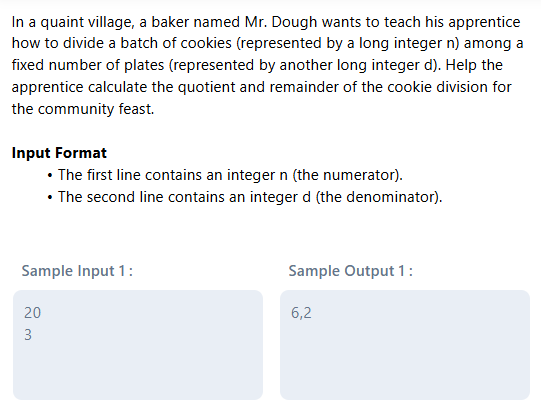 In a quaint village, a baker named Mr. Dough wants to teach his apprentice
how to divide a batch of cookies (represented by a long integer n) among a
fixed number of plates (represented by another long integer d). Help the
apprentice calculate the quotient and remainder of the cookie division for
the community feast.
Input Format
• The first line contains an integer n (the numerator).
• The second line contains an integer d (the denominator).
Sample Input 1:
20
3
Sample Output 1:
6,2